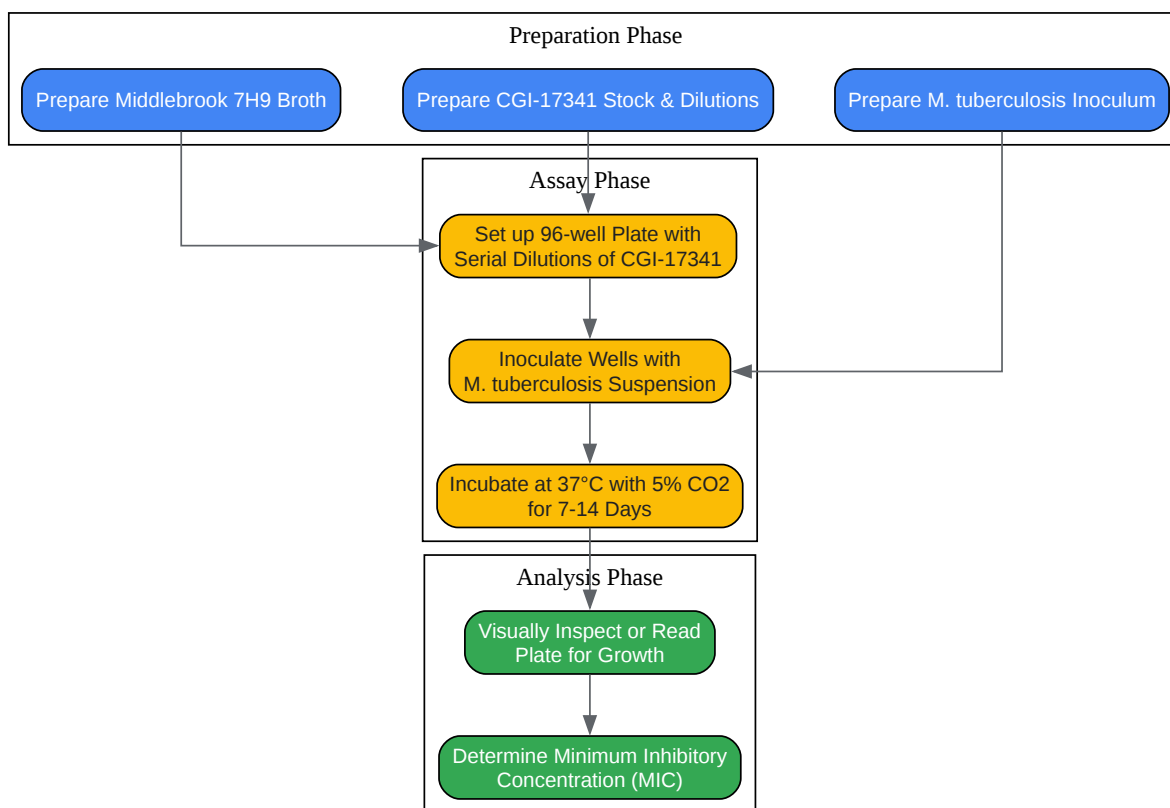 Preparation Phase
Prepare Middlebrook 7H9 Broth
Prepare CGI-17341 Stock & Dilutions
Prepare M. tuberculosis Inoculum
Assay Phase
Set up 96-well Plate with
Serial Dilutions of CGI-17341
Inoculate Wells with
M. tuberculosis Suspension
Incubate at 37°C with 5% CO2
for 7-14 Days
Analysis Phase
Visually Inspect or Read
Plate for Growth
Determine Minimum Inhibitory
Concentration (MIC)